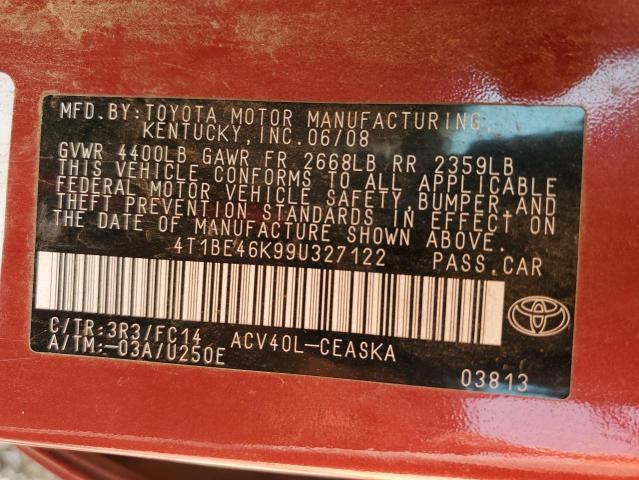 MFD.BY:TOYOTA MOTOR MANUFACTURING,
KENTUCKY,INC.06/08
GVWR 4400LB GAWR FR 2668LB RR 2359LB
THIS VEHICLE CONFORMS TO ALL APPLICABLE
FEDERAL MOTOR VEHICLE SAFETY,BUMPER AND
THEFT PREVENTION STANDARDS IN EFFECT ON
THE DATE OF MANUFACTURE SHOWN ABOVE.
4T1BE46K99U327122 PASS.CAR
C/TR:3R3/FC14 ACV40L-CEASKA
A/TM:-03A/U250E
03813